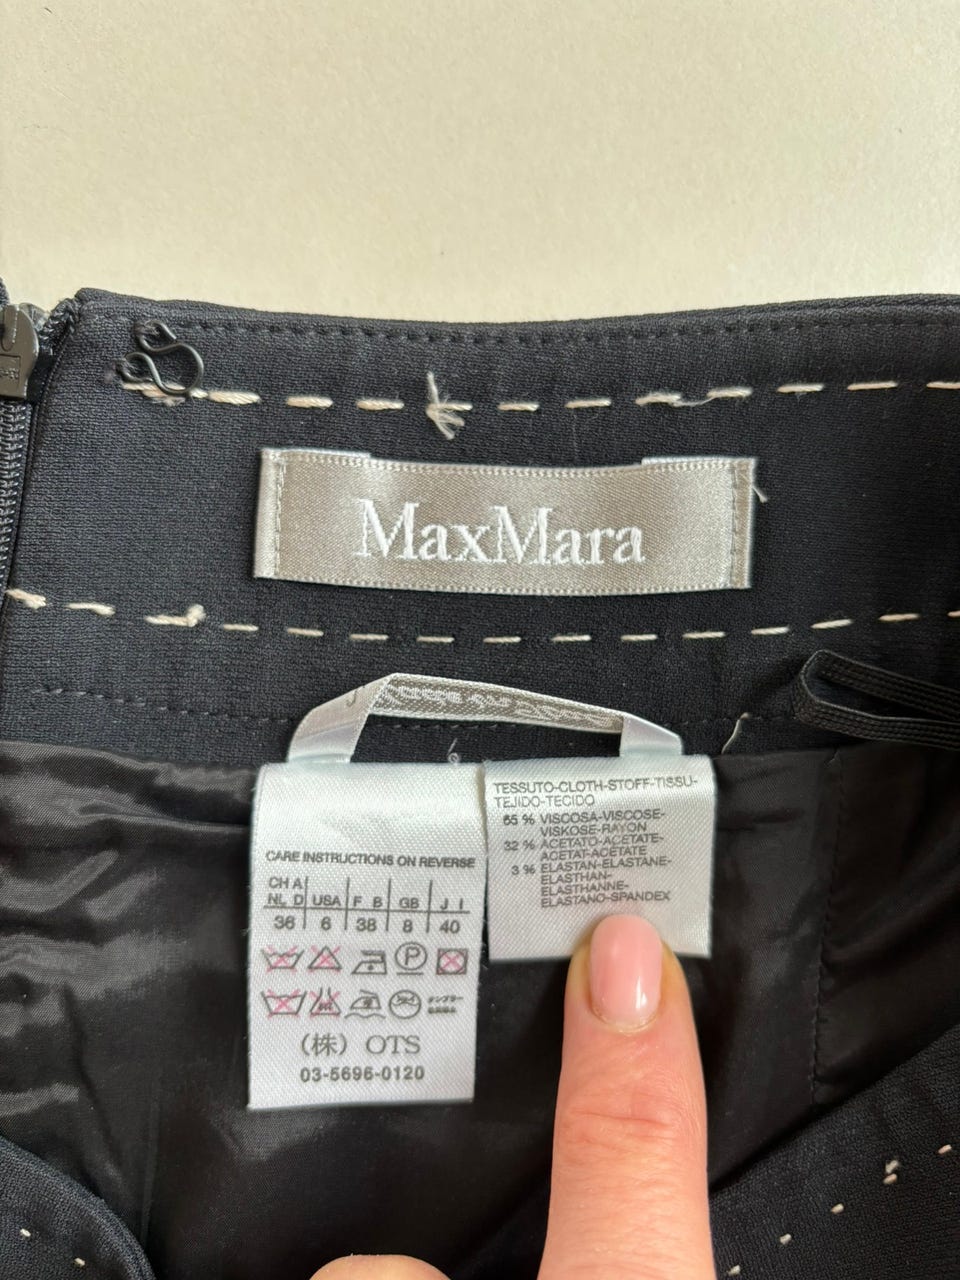 MaxMara
TESSUTO-CLOTH-STOFF-TISSU-
TEJIDO-TECIDO
65 % VISCOSA-VISCOSE-
VISKOSE-RAYON
32 % ACETATO-ACETATE-
ACETAT-ACETATE
3 % ELASTAN-ELASTANE-
ELASTHAN-
ELASTHANNE-
ELASTANO-SPANDEX
CARE INSTRUCTIONS ON REVERSE
CH A
NL D USA F B GB J I
36 6 38 8 40
P
(株) OTS
03-5696-0120